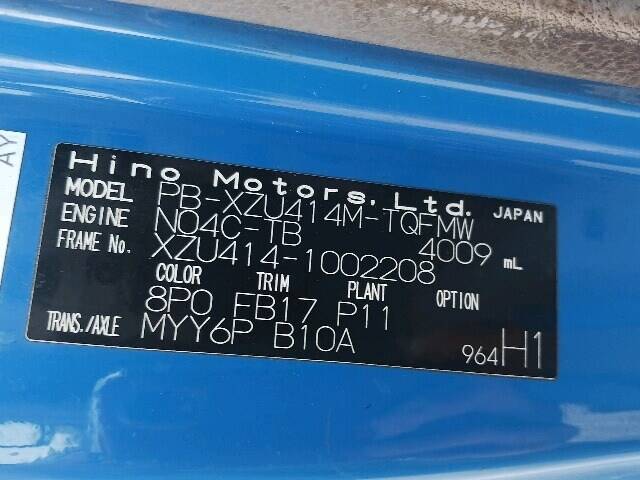 Hino Motors, Ltd. JAPAN
MODEL PB-XZU414M-TQFMW
ENGINE N04C-TB 4009 mL
FRAME No. XZU414-1002208
COLOR TRIM PLANT OPTION
8P0 FB17 P11
TRANS./AXLE MYY6P B10A
964 H1
AY